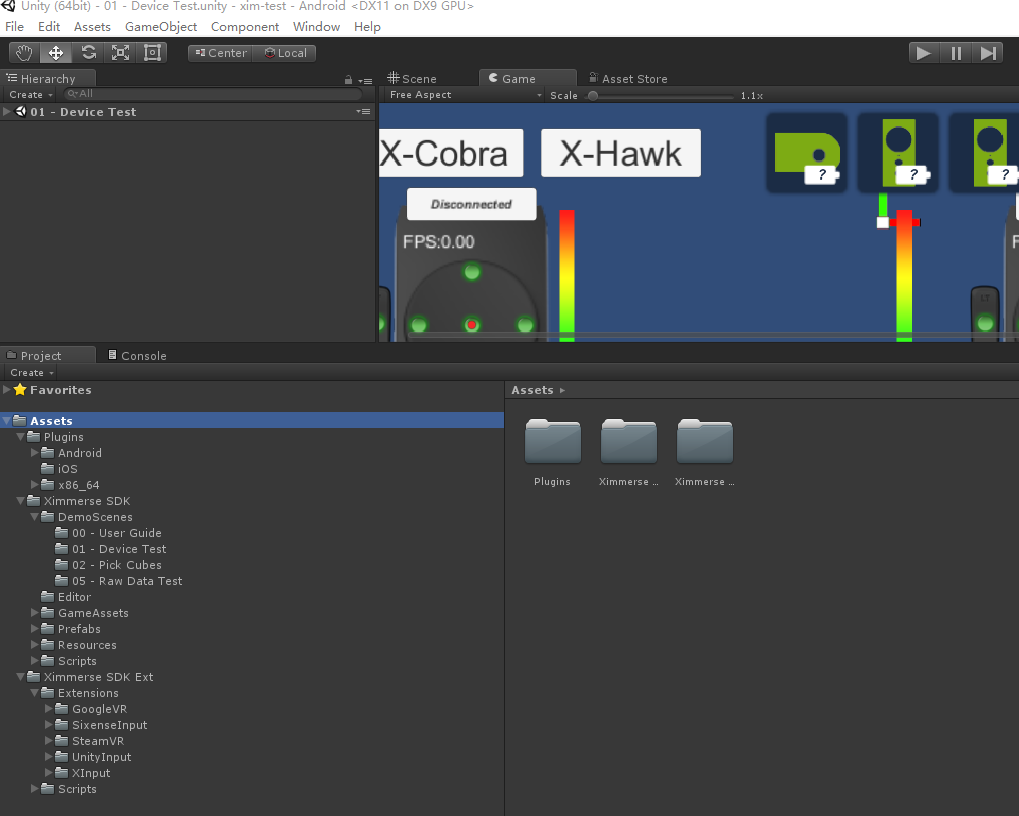 Unity (64bit) - 01 - Device Test.unity - xim-test - Android <DX11 on DX9 GPU>
File Edit Assets GameObject Component Window Help
Center Local
Hierarchy Scene Game Asset Store
Create All Free Aspect Scale 1.1x
01 - Device Test
X-Cobra X-Hawk
? ? ?
Disconnected
FPS:0.00 F
LT
Project Console
Create
Favorites Assets
Assets
Plugins
Android
iOS
x86_64
Ximmerse SDK
DemoScenes
00 - User Guide
01 - Device Test
02 - Pick Cubes
05 - Raw Data Test
Editor
GameAssets
Prefabs
Resources
Scripts
Ximmerse SDK Ext
Extensions
GoogleVR
SixenseInput
SteamVR
UnityInput
XInput
Scripts
Plugins Ximmerse ... Ximmerse ...